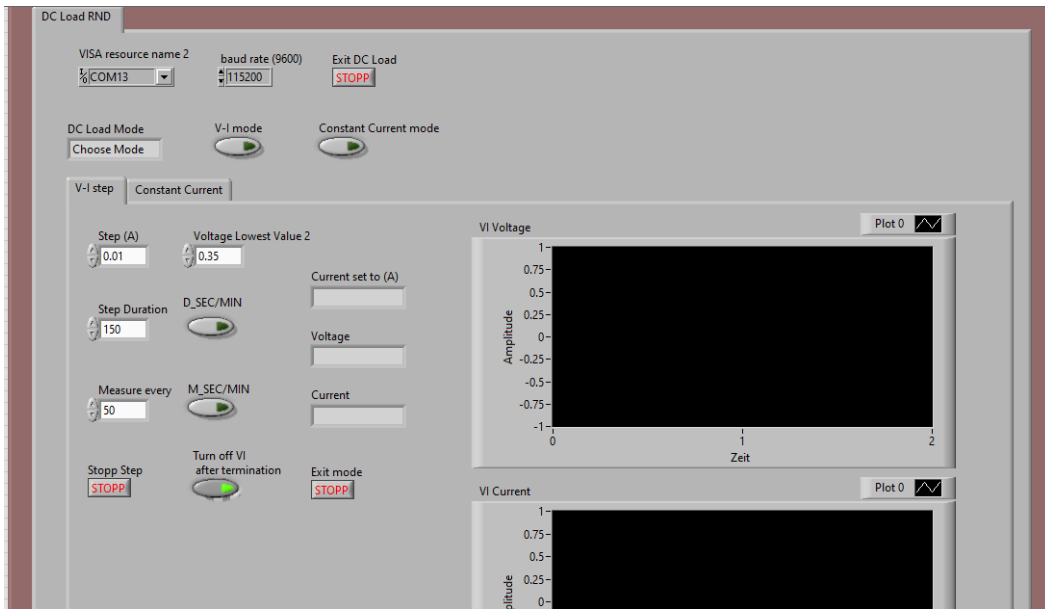 DC Load RND
VISA resource name 2
baud rate (9600)
Exit DC Load
COM13
115200
STOPP
DC Load Mode
V-I mode
Constant Current mode
Choose Mode
V-I step
Constant Current
Step (A)
Voltage Lowest Value 2
0.01
0.35
Current set to (A)
Step Duration
D_SEC/MIN
150
Voltage
Measure every
M_SEC/MIN
Current
50
Stopp Step
Turn off VI
after termination
Exit mode
STOPP
STOPP
VI Voltage
Plot 0
1
0.75
0.5
0.25
0
-0.25
-0.5
-0.75
-1
Amplitude
0
1
2
Zeit
VI Current
Plot 0
1
0.75
0.5
0.25
0